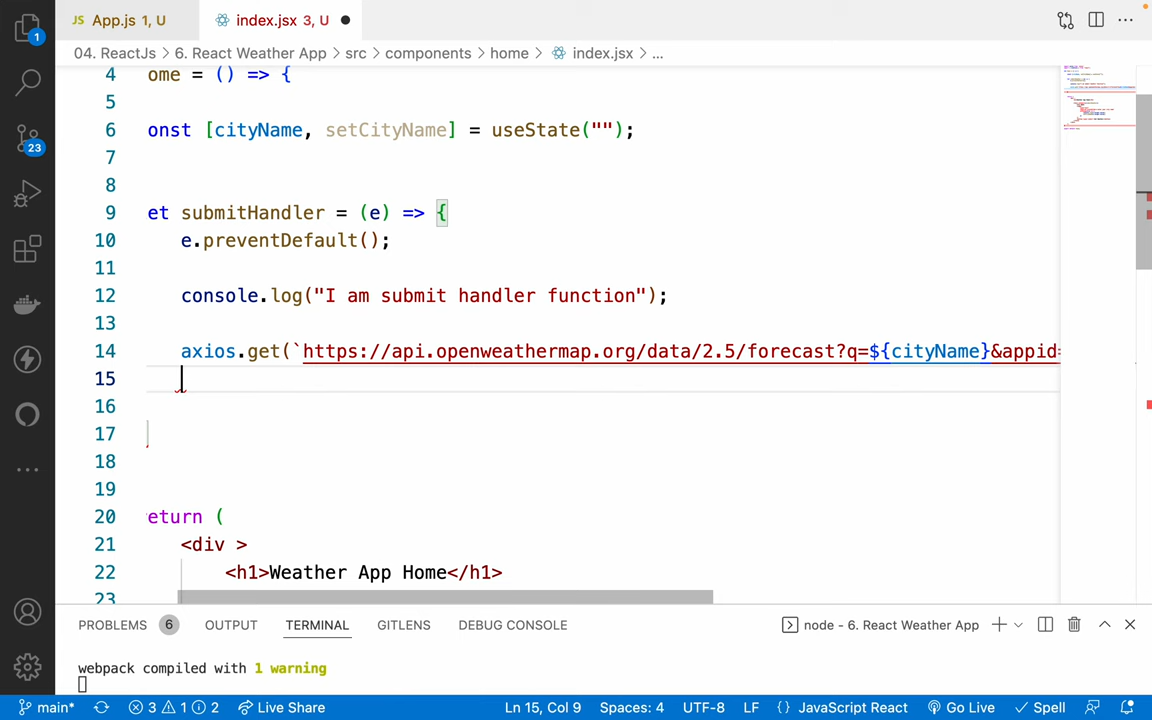 JS App.js 1, U
index.jsx 3, U
04. ReactJs > 6. React Weather App > src > components > home > index.jsx > ...
4 ome = () => {
5
6 onst [cityName, setCityName] = useState("");
7
8
9 et submitHandler = (e) => {
10 e.preventDefault();
11
12 console.log("I am submit handler function");
13
14 axios.get(`https://api.openweathermap.org/data/2.5/forecast?q=${cityName}&appid=
15
16
17
18
19
20 eturn (
21 <div >
22 <h1>Weather App Home</h1>
23
1
23
PROBLEMS 6 OUTPUT TERMINAL GITLENS DEBUG CONSOLE node - 6. React Weather App
webpack compiled with 1 warning
main* 3 1 2 Live Share Ln 15, Col 9 Spaces: 4 UTF-8 LF {} JavaScript React Go Live Spell